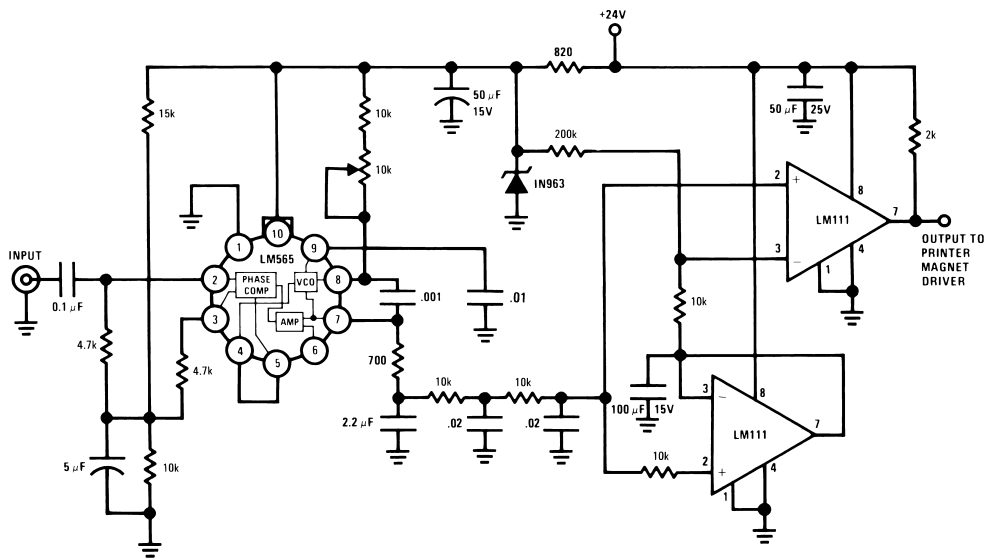 +24V
820
15k
10k
50 µF
15V
50 µF 25V
2k
200k
10k
IN963
2
+
8
LM111
7
3
−
4
1
OUTPUT TO
PRINTER
MAGNET
DRIVER
1
10
9
LM565
INPUT
2
PHASE
COMP
VCO
8
0.1 µF
.001
.01
3
AMP
7
10k
4
5
6
4.7k
4.7k
700
10k
10k
100 µF 15V
3
−
8
LM111
7
2.2 µF
.02
.02
5 µF
10k
10k
2
+
4
1